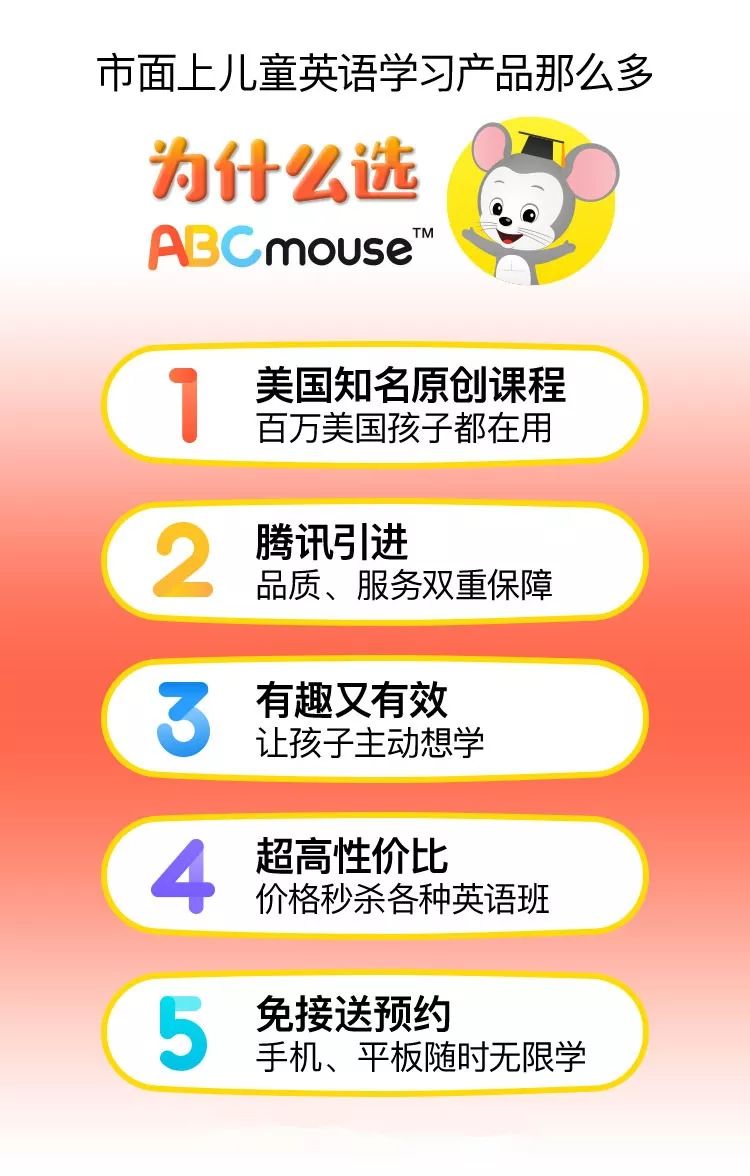 市面上儿童英语学习产品那么多
为什么选
ABCmouse™
1
美国知名原创课程
百万美国孩子都在用
2
腾讯引进
品质、服务双重保障
3
有趣又有效
让孩子主动想学
4
超高性价比
价格秒杀各种英语班
5
免接送预约
手机、平板随时无限学